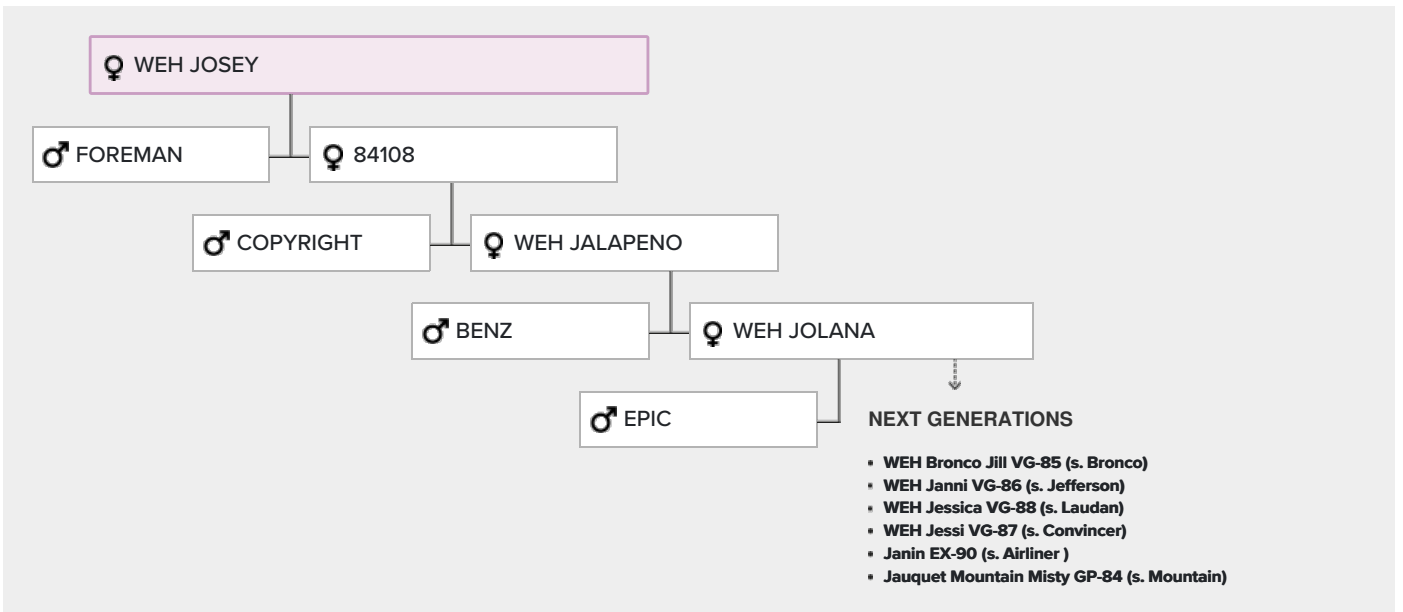 WEH JOSEY
FOREMAN
84108
COPYRIGHT
WEH JALAPENO
BENZ
WEH JOLANA
EPIC
NEXT GENERATIONS
• WEH Bronco Jill VG-85 (s. Bronco)
• WEH Janni VG-86 (s. Jefferson)
• WEH Jessica VG-88 (s. Laudan)
• WEH Jessi VG-87 (s. Convincer)
• Janin EX-90 (s. Airliner )
• Jauquet Mountain Misty GP-84 (s. Mountain)